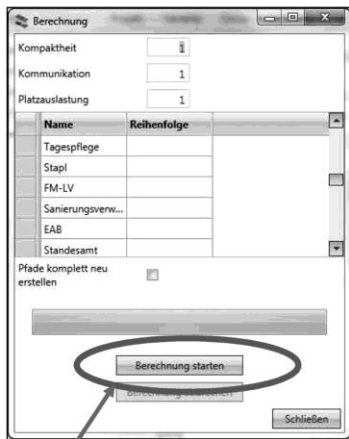 Berechnung
Kompaktheit 1
Kommunikation 1
Platzauslastung 1
Name Reihenfolge
Tagespflege
Stapl
FM-LV
Sanierungsverw...
EAB
Standesamt
Pfade komplett neu
erstellen
Berechnung starten
Berechnung
Schließen